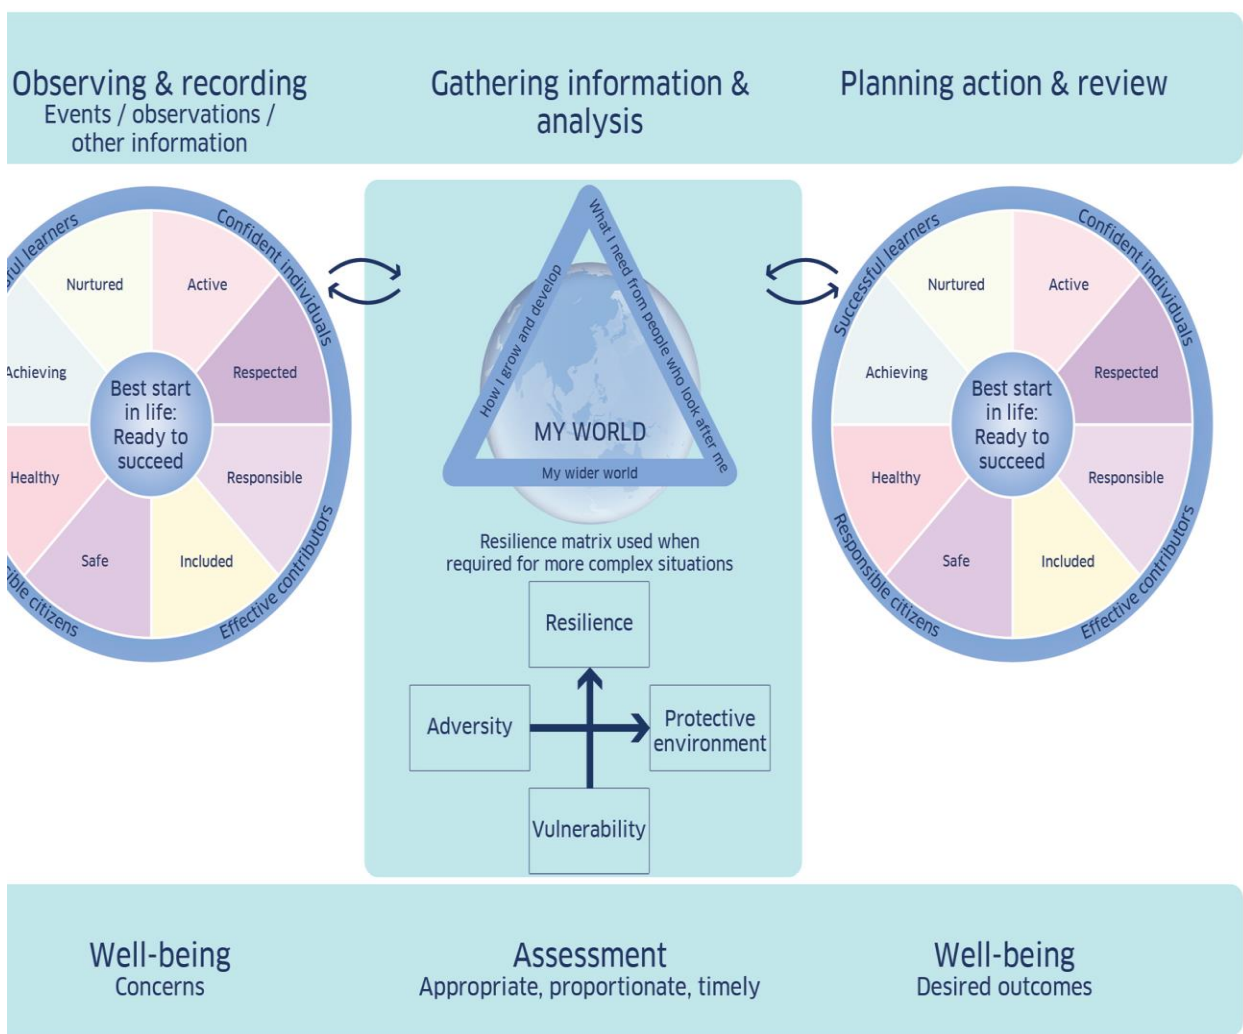 Observing & recording
Events / observations /
other information
Gathering information &
analysis
Planning action & review
ful learners
Confident individuals
Nurtured
Active
Achieving
Respected
Best start
in life:
Ready to
succeed
Healthy
Responsible
Safe
Included
ible citizens
Effective contributors
How I grow and develop
What I need from people who look after me
MY WORLD
My wider world
Resilience matrix used when
required for more complex situations
Resilience
Adversity
Protective
environment
Vulnerability
Successful learners
Confident individuals
Nurtured
Active
Achieving
Respected
Best start
in life:
Ready to
succeed
Healthy
Responsible
Safe
Included
Responsible citizens
Effective contributors
Well-being
Concerns
Assessment
Appropriate, proportionate, timely
Well-being
Desired outcomes